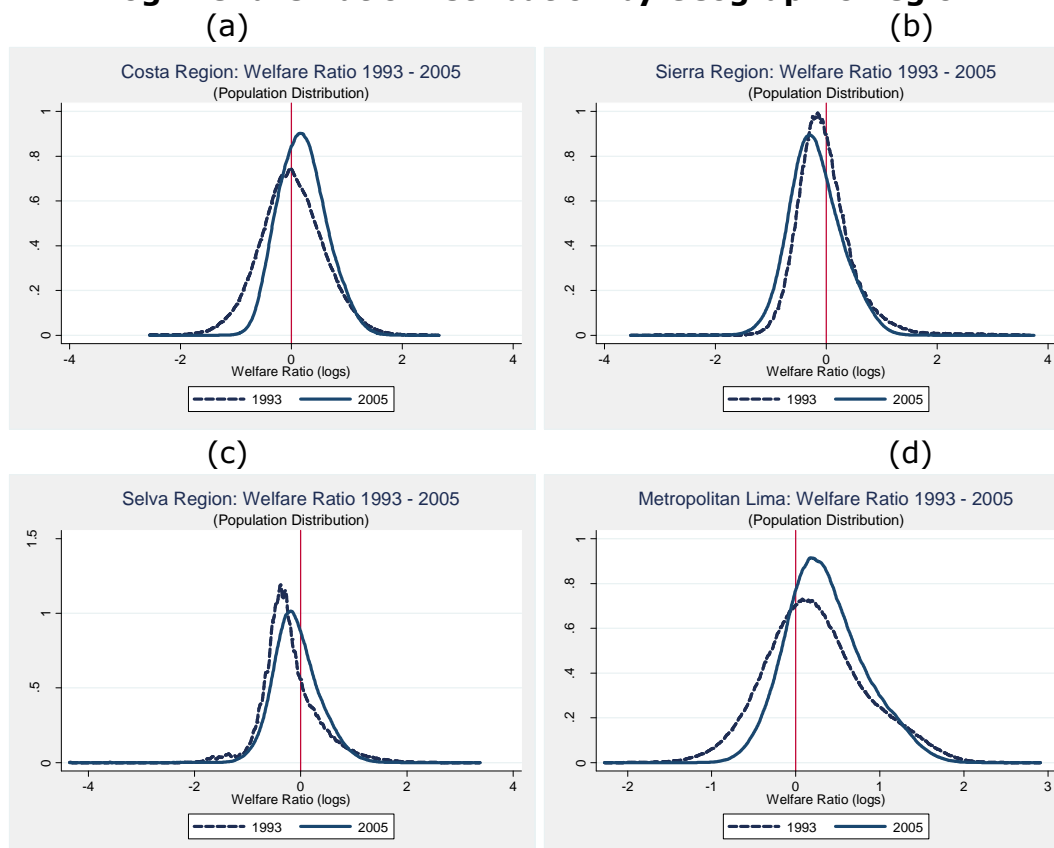 (a) (b)
Costa Region: Welfare Ratio 1993 - 2005
(Population Distribution)
1
.8
.6
.4
.2
0
-4 -2 0 2 4
Welfare Ratio (logs)
1993 2005
Sierra Region: Welfare Ratio 1993 - 2005
(Population Distribution)
1
.8
.6
.4
.2
0
-4 -2 0 2 4
Welfare Ratio (logs)
1993 2005
(c) (d)
Selva Region: Welfare Ratio 1993 - 2005
(Population Distribution)
1.5
1
.5
0
-4 -2 0 2 4
Welfare Ratio (logs)
1993 2005
Metropolitan Lima: Welfare Ratio 1993 - 2005
(Population Distribution)
1
.8
.6
.4
.2
0
-2 -1 0 1 2 3
Welfare Ratio (logs)
1993 2005